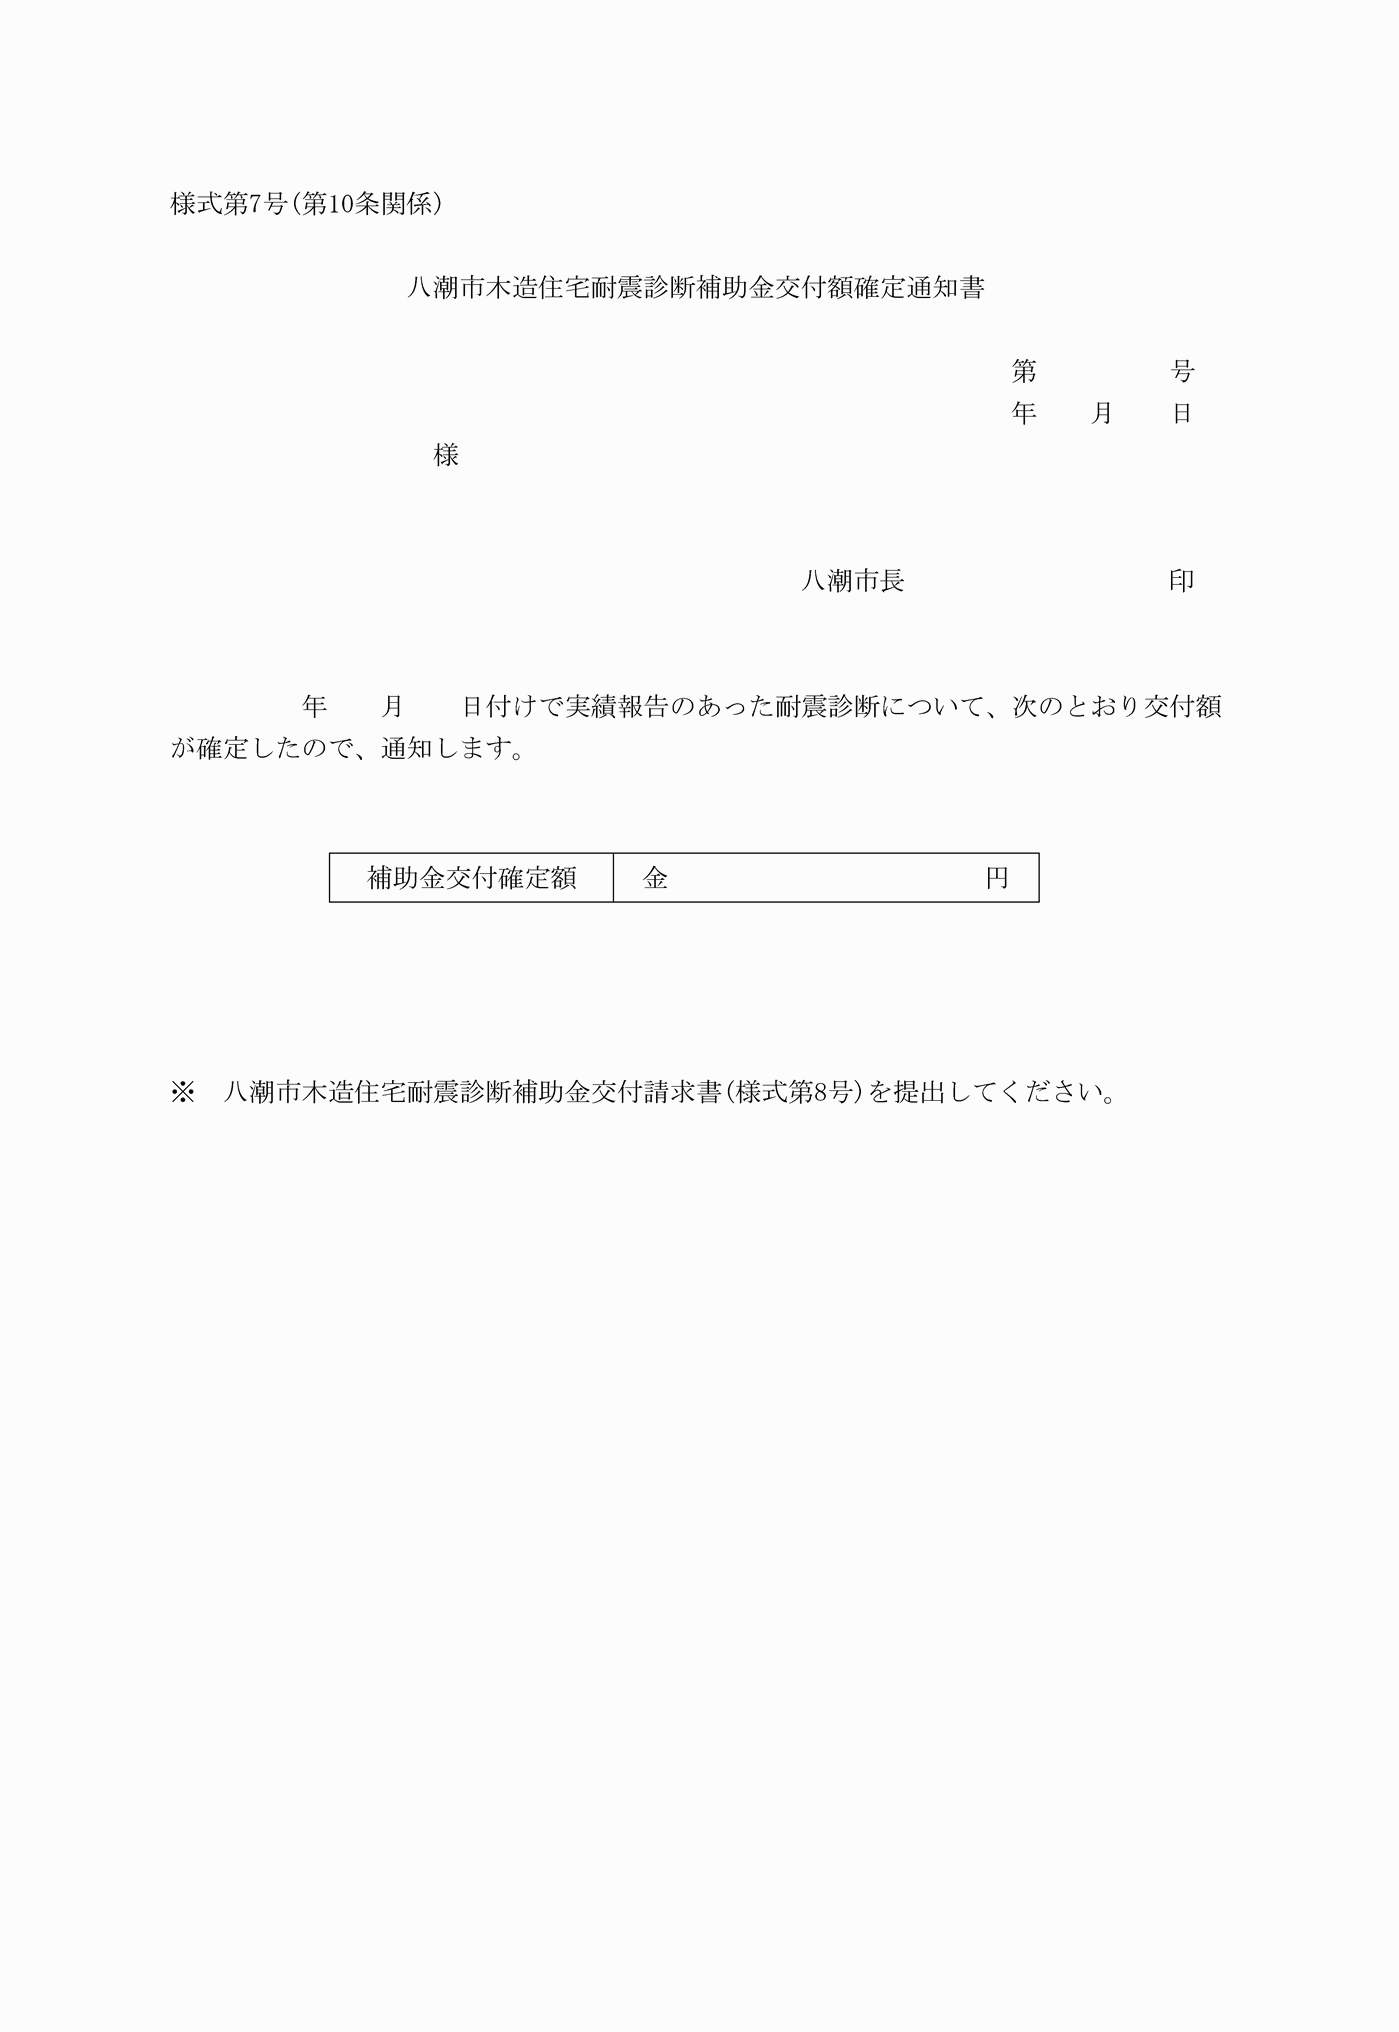 様式第7号(第10条関係)
八潮市木造住宅耐震診断補助金交付額確定通知書
第　　　　　号
年　　月　　日
様
八潮市長　　　　　　　　　　印
年　　月　　日付けで実績報告のあった耐震診断について、次のとおり交付額
が確定したので、通知します。
補助金交付確定額　金　　　　　　　　　　　　円
※　八潮市木造住宅耐震診断補助金交付請求書(様式第8号)を提出してください。